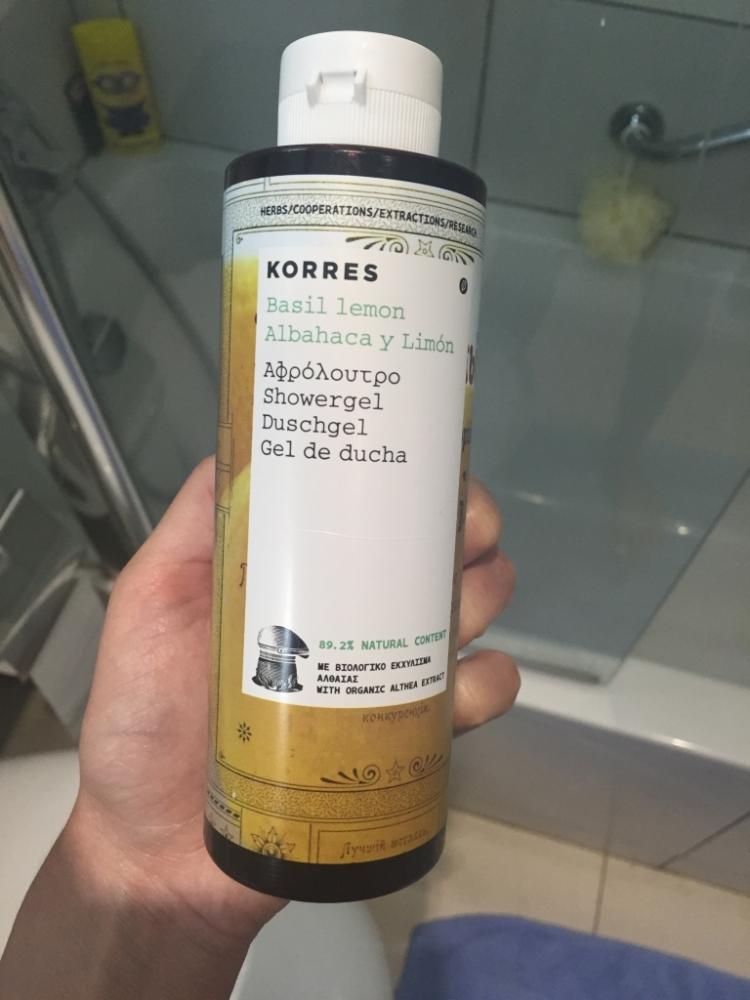 HERBS/COOPERATIONS/EXTRACTIONS/RESEARCH
KORRES
Basil lemon
Albahaca y Limón
Αφρόλουτρο
Showergel
Duschgel
Gel de ducha
89.2% NATURAL CONTENT
ΜΕ ΒΙΟΛΟΓΙΚΟ ΕΚΧΥΛΙΣΜΑ
ΑΛΘΑΙΑΣ
WITH ORGANIC ALTHEA EXTRACT